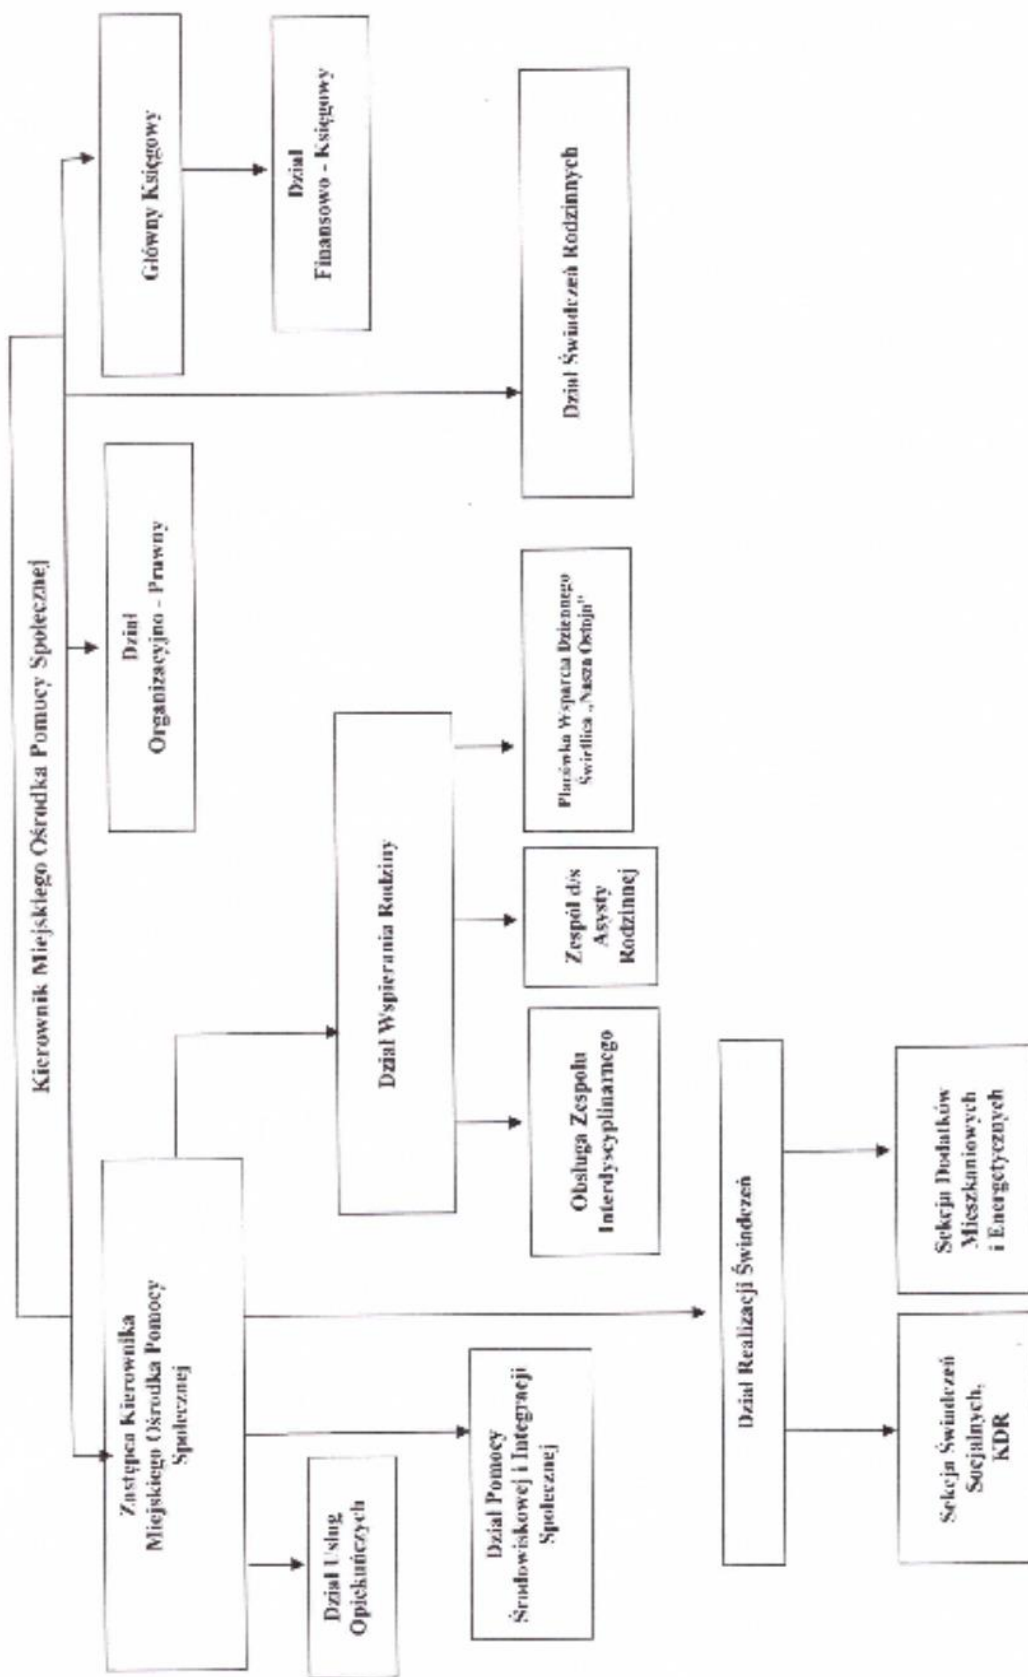 Kierownik Miejskiego Ośrodka Pomocy Społecznej
Zastępca Kierownika
Miejskiego Ośrodka Pomocy
Społecznej
Dział
Organizacyjno - Prawny
Główny Księgowy
Dział
Finansowo - Księgowy
Dział Usług
Opiekuńczych
Dział Wspierania Rodziny
Dział Pomocy
Środowiskowej i Integracji
Społecznej
Obsługa Zespołu
Interdyscyplinarnego
Zespół d/s
Asysty
Rodzinnej
Placówka Wsparcia Dziennego
Świetlica „Nasza Ostoja"
Dział Świadczeń Rodzinnych
Dział Realizacji Świadczeń
Sekcja Świadczeń
Socjalnych,
KDR
Sekcja Dodatków
Mieszkaniowych
i Energetycznych